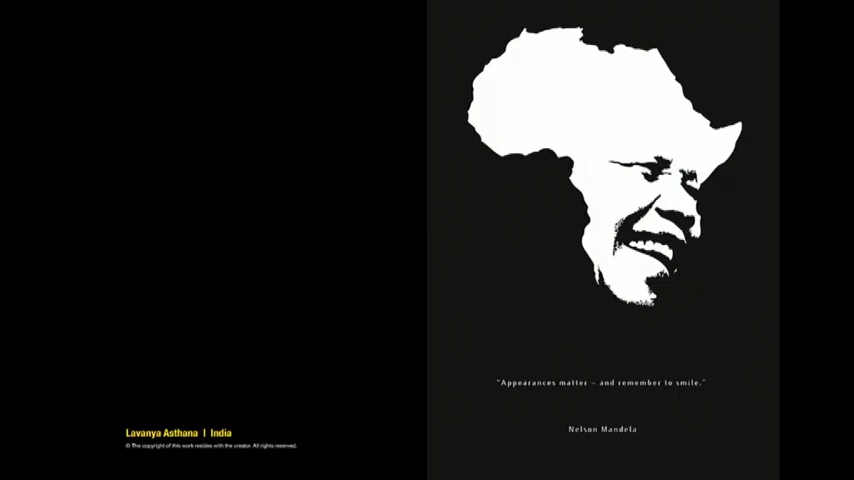 "Appearances matter – and remember to smile."
Nelson Mandela
Lavanya Asthana | India
© The copyright of this work resides with the creator. All rights reserved.